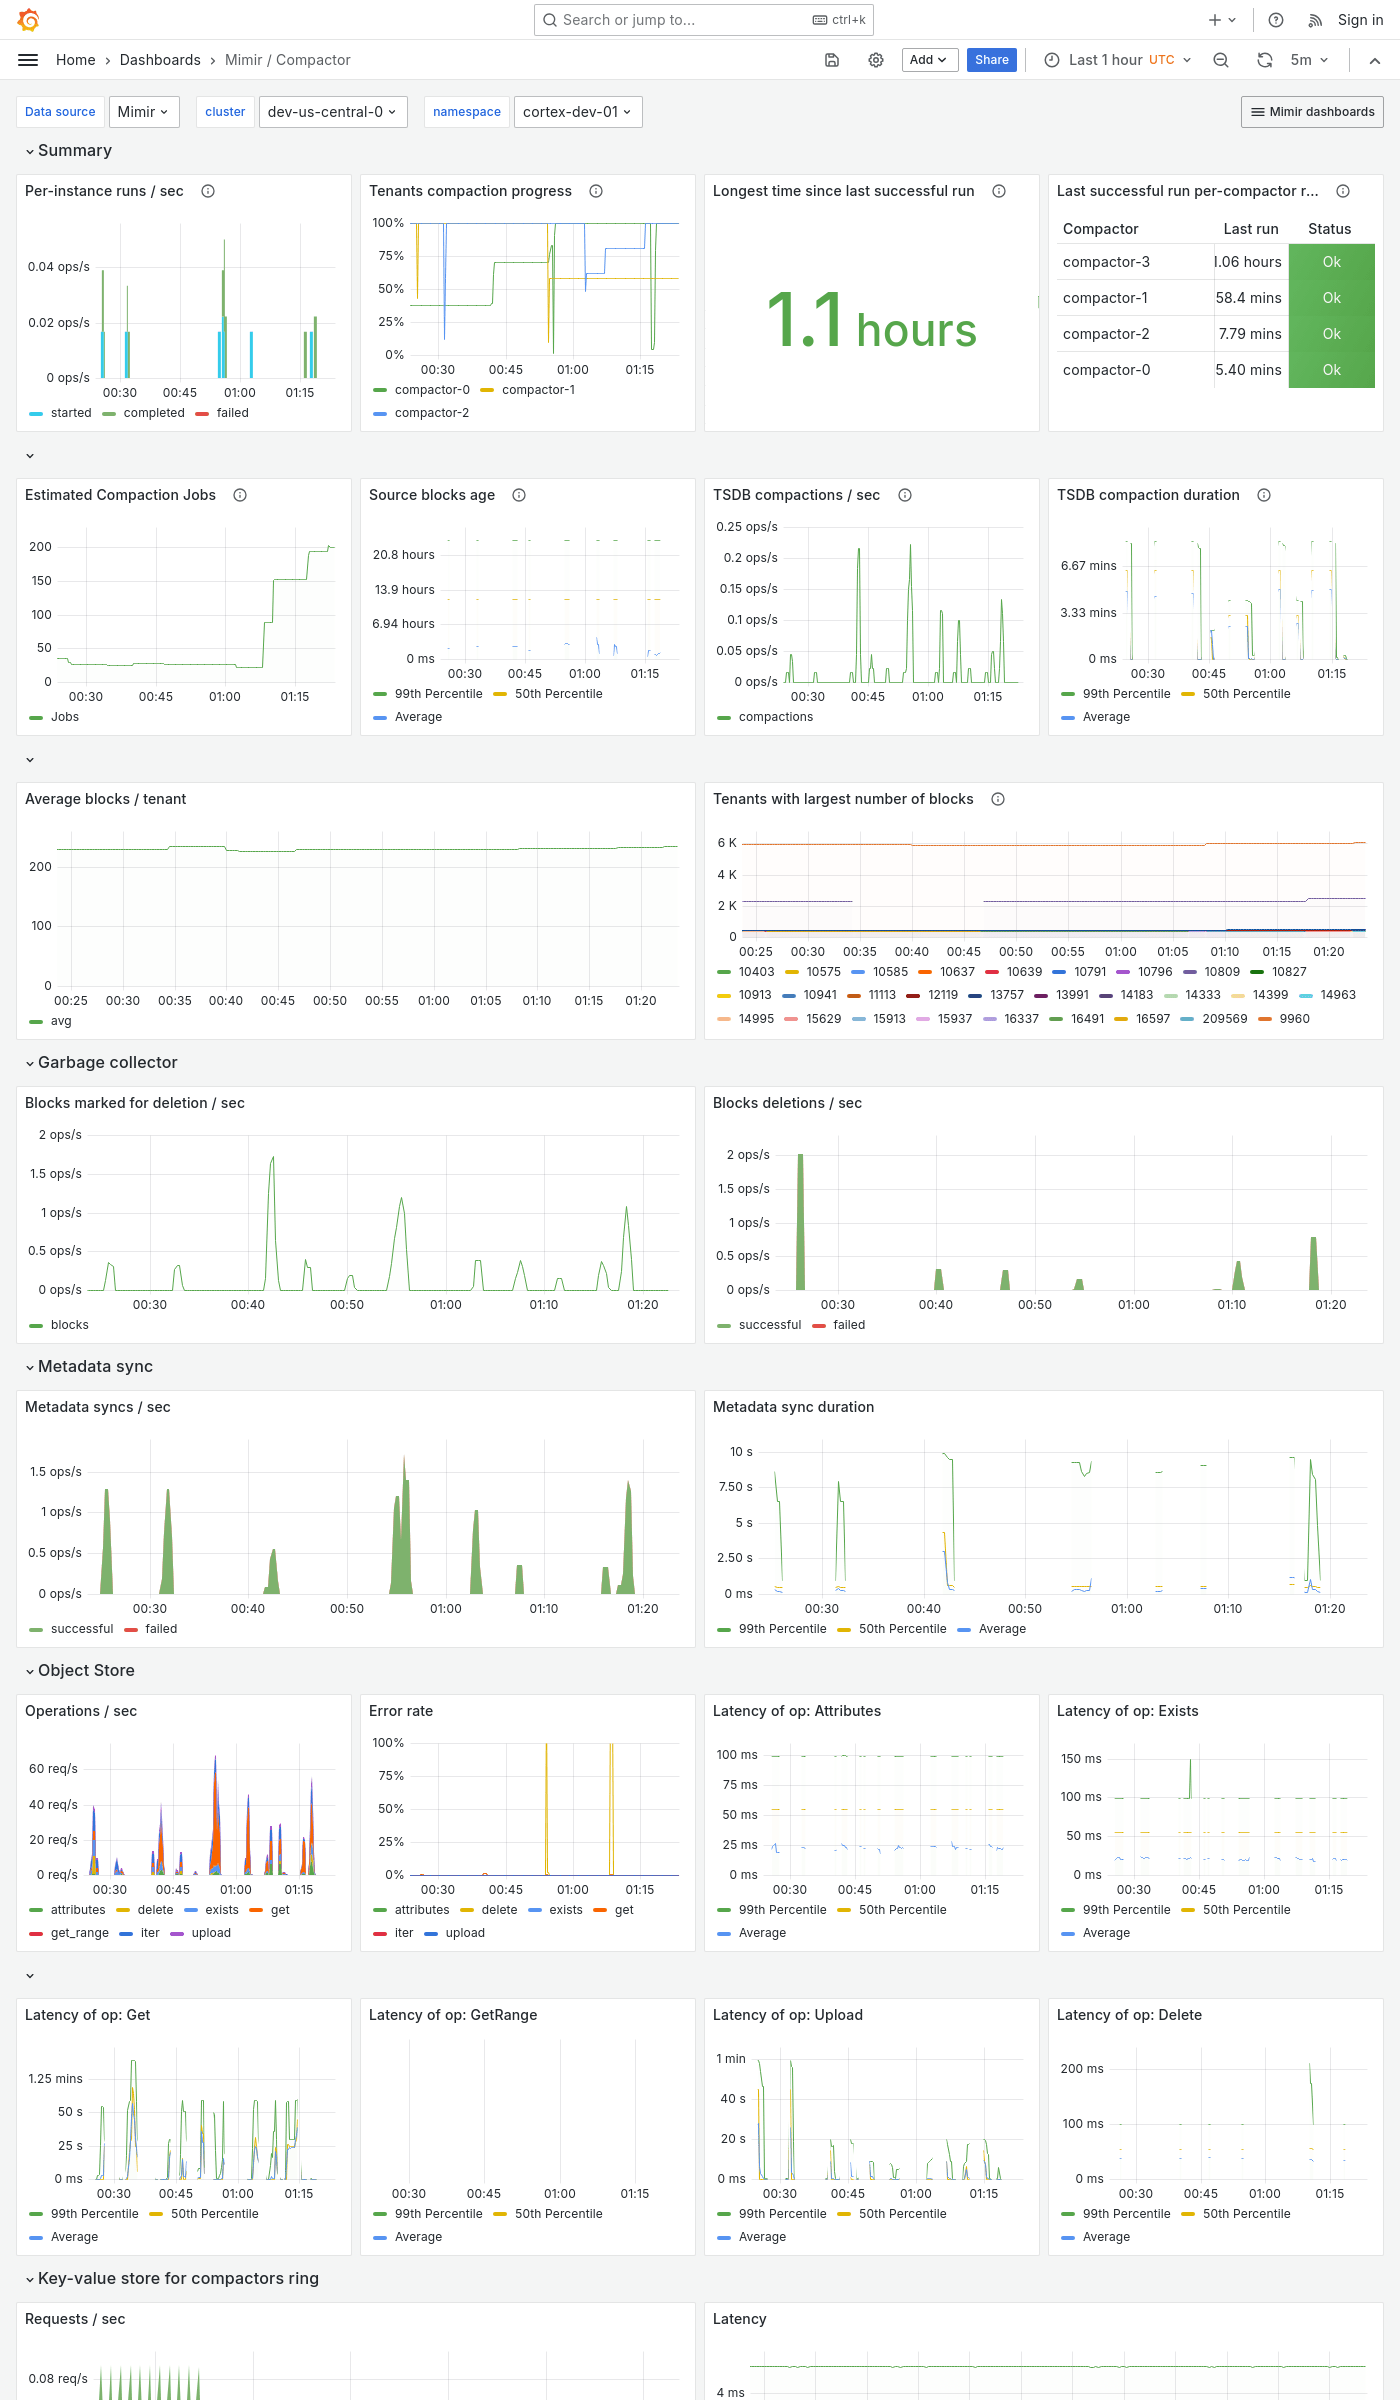 Search or jump to... ctrl+k Sign in
Home Dashboards Mimir / Compactor Add Share Last 1 hour UTC 5m
Data source Mimir cluster dev-us-central-0 namespace cortex-dev-01 Mimir dashboards
Summary
Per-instance runs / sec
0.04 ops/s
0.02 ops/s
0 ops/s
00:30 00:45 01:00 01:15
started completed failed
Tenants compaction progress
100%
75%
50%
25%
0%
00:30 00:45 01:00 01:15
compactor-0 compactor-1
compactor-2
Longest time since last successful run
1.1 hours
Last successful run per-compactor r...
Compactor Last run Status
compactor-3 1.06 hours Ok
compactor-1 58.4 mins Ok
compactor-2 7.79 mins Ok
compactor-0 5.40 mins Ok
Estimated Compaction Jobs
200
150
100
50
0
00:30 00:45 01:00 01:15
Jobs
Source blocks age
20.8 hours
13.9 hours
6.94 hours
0 ms
00:30 00:45 01:00 01:15
99th Percentile 50th Percentile
Average
TSDB compactions / sec
0.25 ops/s
0.2 ops/s
0.15 ops/s
0.1 ops/s
0.05 ops/s
0 ops/s
00:30 00:45 01:00 01:15
compactions
TSDB compaction duration
6.67 mins
3.33 mins
0 ms
00:30 00:45 01:00 01:15
99th Percentile 50th Percentile
Average
Average blocks / tenant
200
100
0
00:25 00:30 00:35 00:40 00:45 00:50 00:55 01:00 01:05 01:10 01:15 01:20
avg
Tenants with largest number of blocks
6 K
4 K
2 K
0
00:25 00:30 00:35 00:40 00:45 00:50 00:55 01:00 01:05 01:10 01:15 01:20
10403 10575 10585 10637 10639 10791 10796 10809 10827
10913 10941 11113 12119 13757 13991 14183 14333 14399 14963
14995 15629 15913 15937 16337 16491 16597 209569 9960
Garbage collector
Blocks marked for deletion / sec
2 ops/s
1.5 ops/s
1 ops/s
0.5 ops/s
0 ops/s
00:30 00:40 00:50 01:00 01:10 01:20
blocks
Blocks deletions / sec
2 ops/s
1.5 ops/s
1 ops/s
0.5 ops/s
0 ops/s
00:30 00:40 00:50 01:00 01:10 01:20
successful failed
Metadata sync
Metadata syncs / sec
1.5 ops/s
1 ops/s
0.5 ops/s
0 ops/s
00:30 00:40 00:50 01:00 01:10 01:20
successful failed
Metadata sync duration
10 s
7.50 s
5 s
2.50 s
0 ms
00:30 00:40 00:50 01:00 01:10 01:20
99th Percentile 50th Percentile Average
Object Store
Operations / sec
60 req/s
40 req/s
20 req/s
0 req/s
00:30 00:45 01:00 01:15
attributes delete exists get
get_range iter upload
Error rate
100%
75%
50%
25%
0%
00:30 00:45 01:00 01:15
attributes delete exists get
iter upload
Latency of op: Attributes
100 ms
75 ms
50 ms
25 ms
0 ms
00:30 00:45 01:00 01:15
99th Percentile 50th Percentile
Average
Latency of op: Exists
150 ms
100 ms
50 ms
0 ms
00:30 00:45 01:00 01:15
99th Percentile 50th Percentile
Average
Latency of op: Get
1.25 mins
50 s
25 s
0 ms
00:30 00:45 01:00 01:15
99th Percentile 50th Percentile
Average
Latency of op: GetRange
00:30 00:45 01:00 01:15
99th Percentile 50th Percentile
Average
Latency of op: Upload
1 min
40 s
20 s
0 ms
00:30 00:45 01:00 01:15
99th Percentile 50th Percentile
Average
Latency of op: Delete
200 ms
100 ms
0 ms
00:30 00:45 01:00 01:15
99th Percentile 50th Percentile
Average
Key-value store for compactors ring
Requests / sec
0.08 req/s
Latency
4 ms